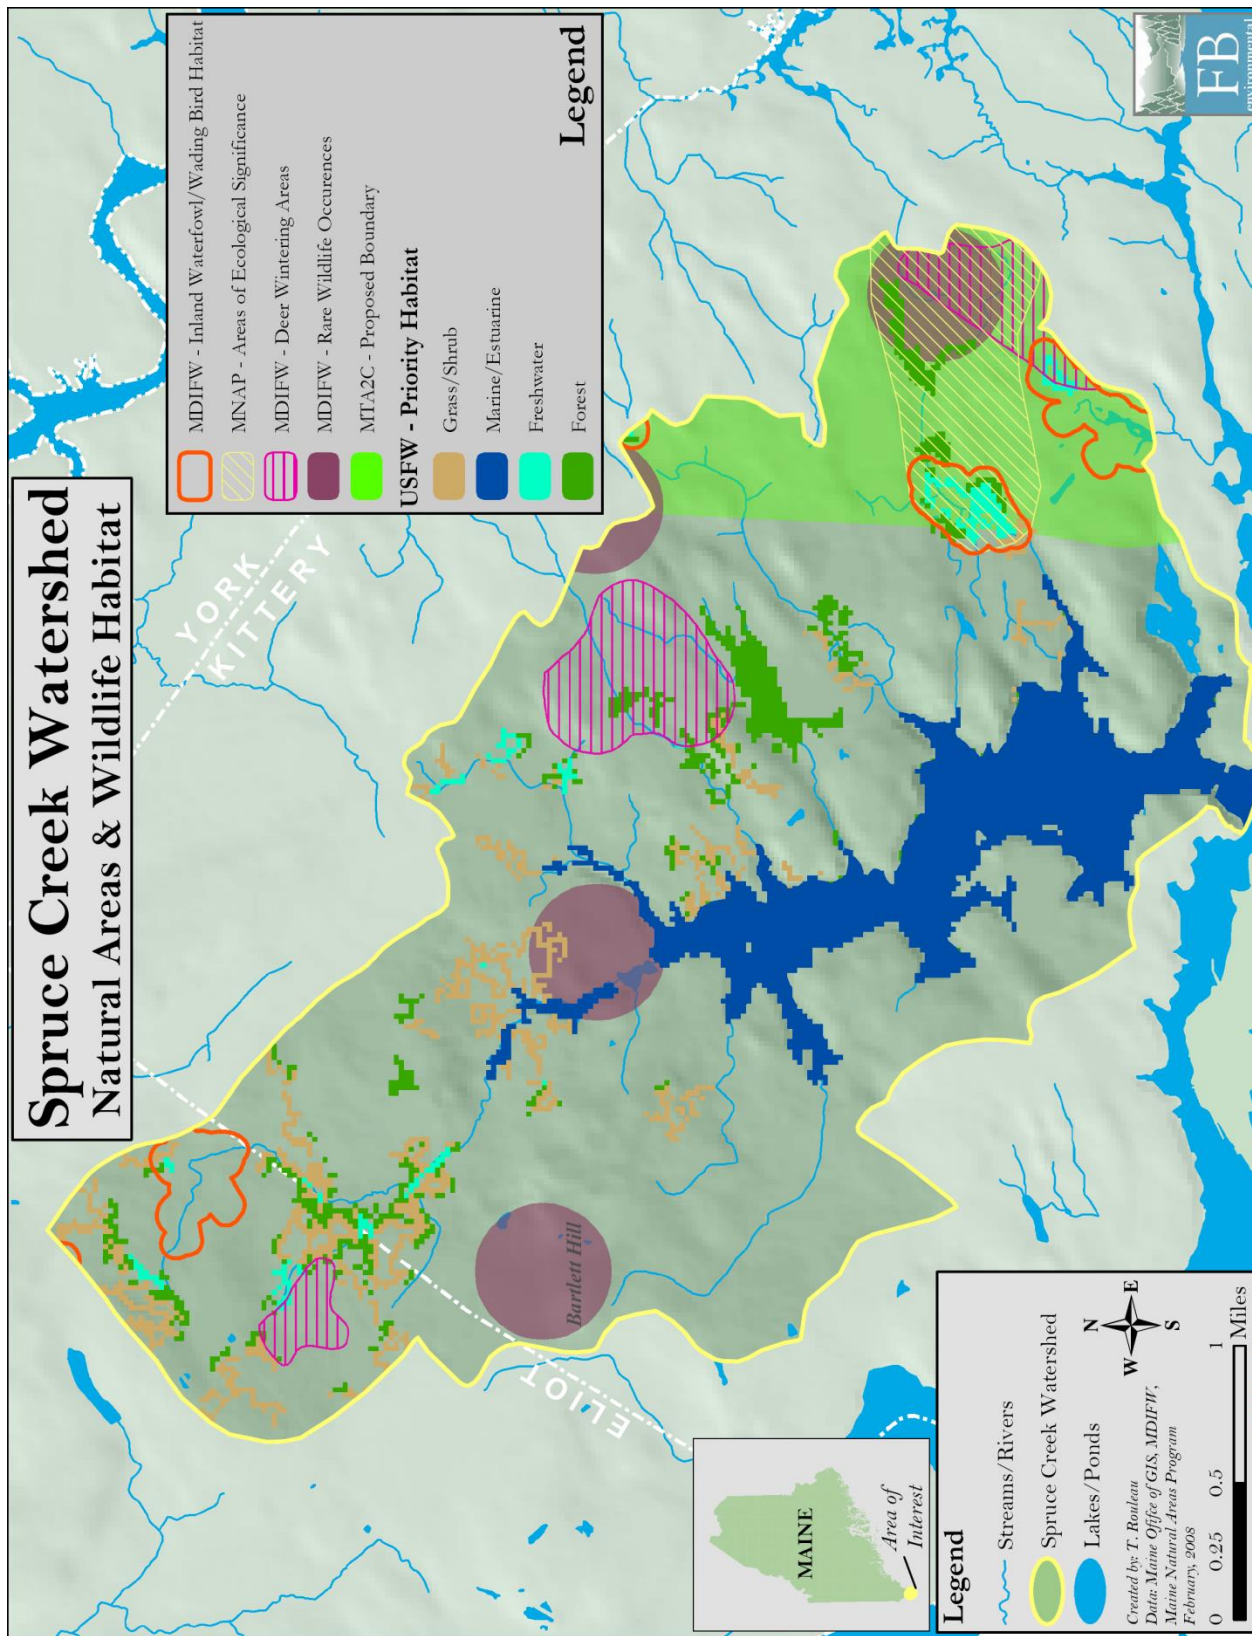 Spruce Creek Watershed
Natural Areas & Wildlife Habitat
YORK
KITTERY
ELIOT
Bartlett Hill
MDIFW - Inland Waterfowl/Wading Bird Habitat
MNAP - Areas of Ecological Significance
MDIFW - Deer Wintering Areas
MDIFW - Rare Wildlife Occurences
MTA2C - Proposed Boundary
USFW - Priority Habitat
Grass/Shrub
Marine/Estuarine
Freshwater
Forest
Legend
MAINE
Area of
Interest
Legend
Streams/Rivers
Spruce Creek Watershed
Lakes/Ponds
N
W E
S
Created by: T. Rouleau
Data: Maine Ofifce of GIS, MDIFW,
Maine Natural Areas Program
February, 2008
0 0.25 0.5 1
Miles
FB
environmental